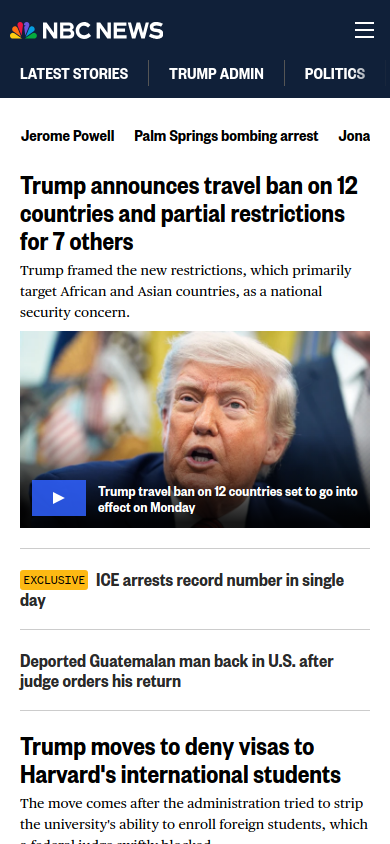 NBC NEWS
LATEST STORIES
TRUMP ADMIN
POLITICS
Jerome Powell
Palm Springs bombing arrest
Jona
Trump announces travel ban on 12
countries and partial restrictions
for 7 others
Trump framed the new restrictions, which primarily
target African and Asian countries, as a national
security concern.
Trump travel ban on 12 countries set to go into
effect on Monday
EXCLUSIVE ICE arrests record number in single
day
Deported Guatemalan man back in U.S. after
judge orders his return
Trump moves to deny visas to
Harvard's international students
The move comes after the administration tried to strip
the university's ability to enroll foreign students, which
a federal judge swiftly blocked.